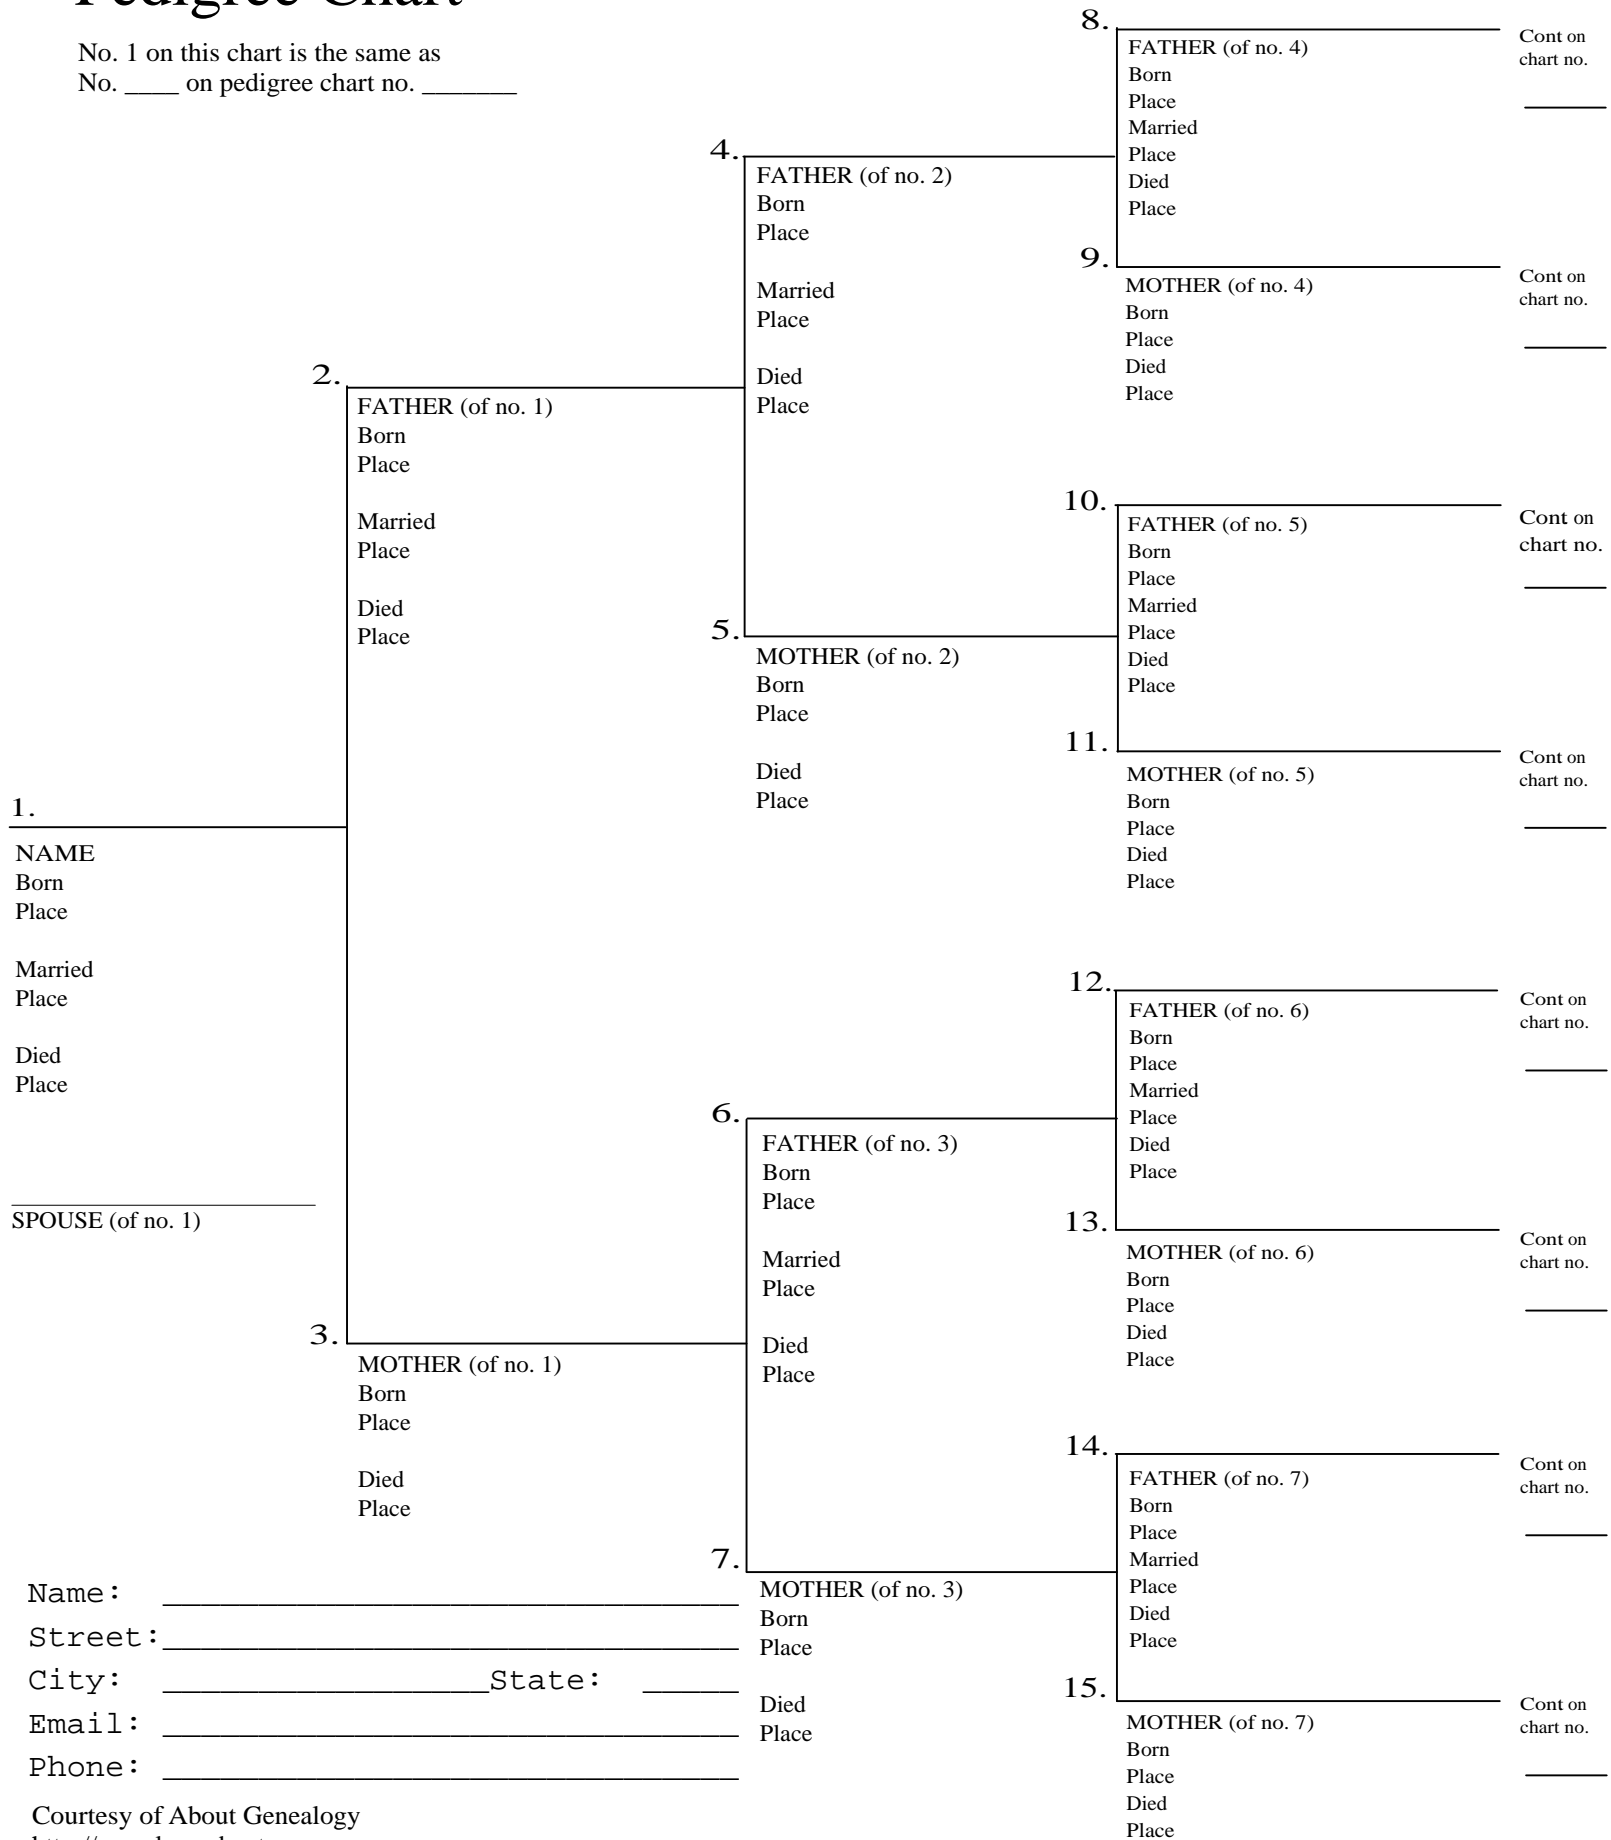 Pedigree Chart
No. 1 on this chart is the same as
No. ____ on pedigree chart no. _______
1.
NAME
Born
Place
Married
Place
Died
Place
SPOUSE (of no. 1)
2.
FATHER (of no. 1)
Born
Place
Married
Place
Died
Place
3.
MOTHER (of no. 1)
Born
Place
Died
Place
4.
FATHER (of no. 2)
Born
Place
Married
Place
Died
Place
5.
MOTHER (of no. 2)
Born
Place
Died
Place
6.
FATHER (of no. 3)
Born
Place
Married
Place
Died
Place
7.
MOTHER (of no. 3)
Born
Place
Died
Place
8.
FATHER (of no. 4)
Born
Place
Married
Place
Died
Place
Cont on
chart no.
9.
MOTHER (of no. 4)
Born
Place
Died
Place
Cont on
chart no.
10.
FATHER (of no. 5)
Born
Place
Married
Place
Died
Place
Cont on
chart no.
11.
MOTHER (of no. 5)
Born
Place
Died
Place
Cont on
chart no.
12.
FATHER (of no. 6)
Born
Place
Married
Place
Died
Place
Cont on
chart no.
13.
MOTHER (of no. 6)
Born
Place
Died
Place
Cont on
chart no.
14.
FATHER (of no. 7)
Born
Place
Married
Place
Died
Place
Cont on
chart no.
15.
MOTHER (of no. 7)
Born
Place
Died
Place
Cont on
chart no.
Name: ______________________________
Street:______________________________
City: _________________State: _____
Email: ______________________________
Phone: ______________________________
Courtesy of About Genealogy